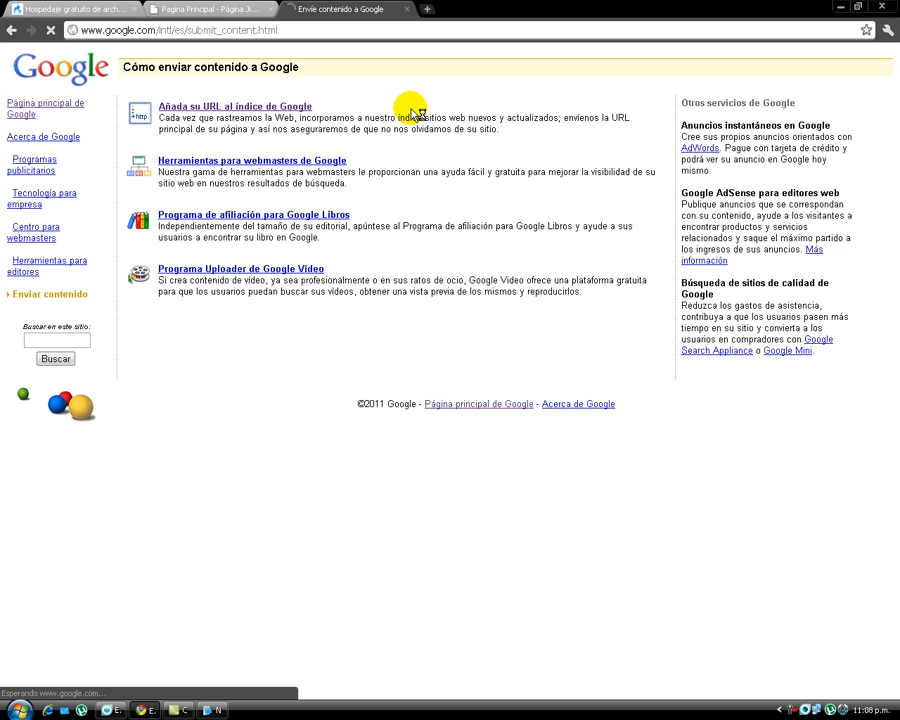 Hospedaje gratuito de arch...
Pagina Principal - Página Ji...
Envíe contenido a Google
www.google.com/intl/es/submit_content.html
Google
Cómo enviar contenido a Google
Página principal de
Google
Acerca de Google
Programas
publicitarios
Tecnología para
empresa
Centro para
webmasters
Herramientas para
editores
Enviar contenido
Buscar en este sitio:
Buscar
http
Añada su URL al índice de Google
Cada vez que rastreamos la Web, incorporamos a nuestro índice sitios web nuevos y actualizados; envíenos la URL
principal de su página y así nos aseguraremos de que no nos olvidamos de su sitio.
Herramientas para webmasters de Google
Nuestra gama de herramientas para webmasters le proporcionan una ayuda fácil y gratuita para mejorar la visibilidad de su
sitio web en nuestros resultados de búsqueda.
Programa de afiliación para Google Libros
Independientemente del tamaño de su editorial, apúntese al Programa de afiliación para Google Libros y ayude a sus
usuarios a encontrar su libro en Google.
Programa Uploader de Google Video
Si crea contenido de vídeo, ya sea profesionalmente o en sus ratos de ocio, Google Video ofrece una plataforma gratuita
para que los usuarios puedan buscar sus vídeos, obtener una vista previa de los mismos y reproducirlos.
Otros servicios de Google
Anuncios instantáneos en Google
Cree sus propios anuncios orientados con
AdWords. Pague con tarjeta de crédito y
podrá ver su anuncio en Google hoy
mismo.
Google AdSense para editores web
Publique anuncios que se correspondan
con su contenido, ayude a los visitantes a
encontrar productos y servicios
relacionados y saque el máximo partido a
los ingresos de sus anuncios. Más
información
Búsqueda de sitios de calidad de
Google
Reduzca los gastos de asistencia,
contribuya a que los usuarios pasen más
tiempo en su sitio y convierta a los
usuarios en compradores con Google
Search Appliance o Google Mini.
©2011 Google - Página principal de Google - Acerca de Google
Esperando www.google.com...
E.
E.
C
N
11:08 p.m.